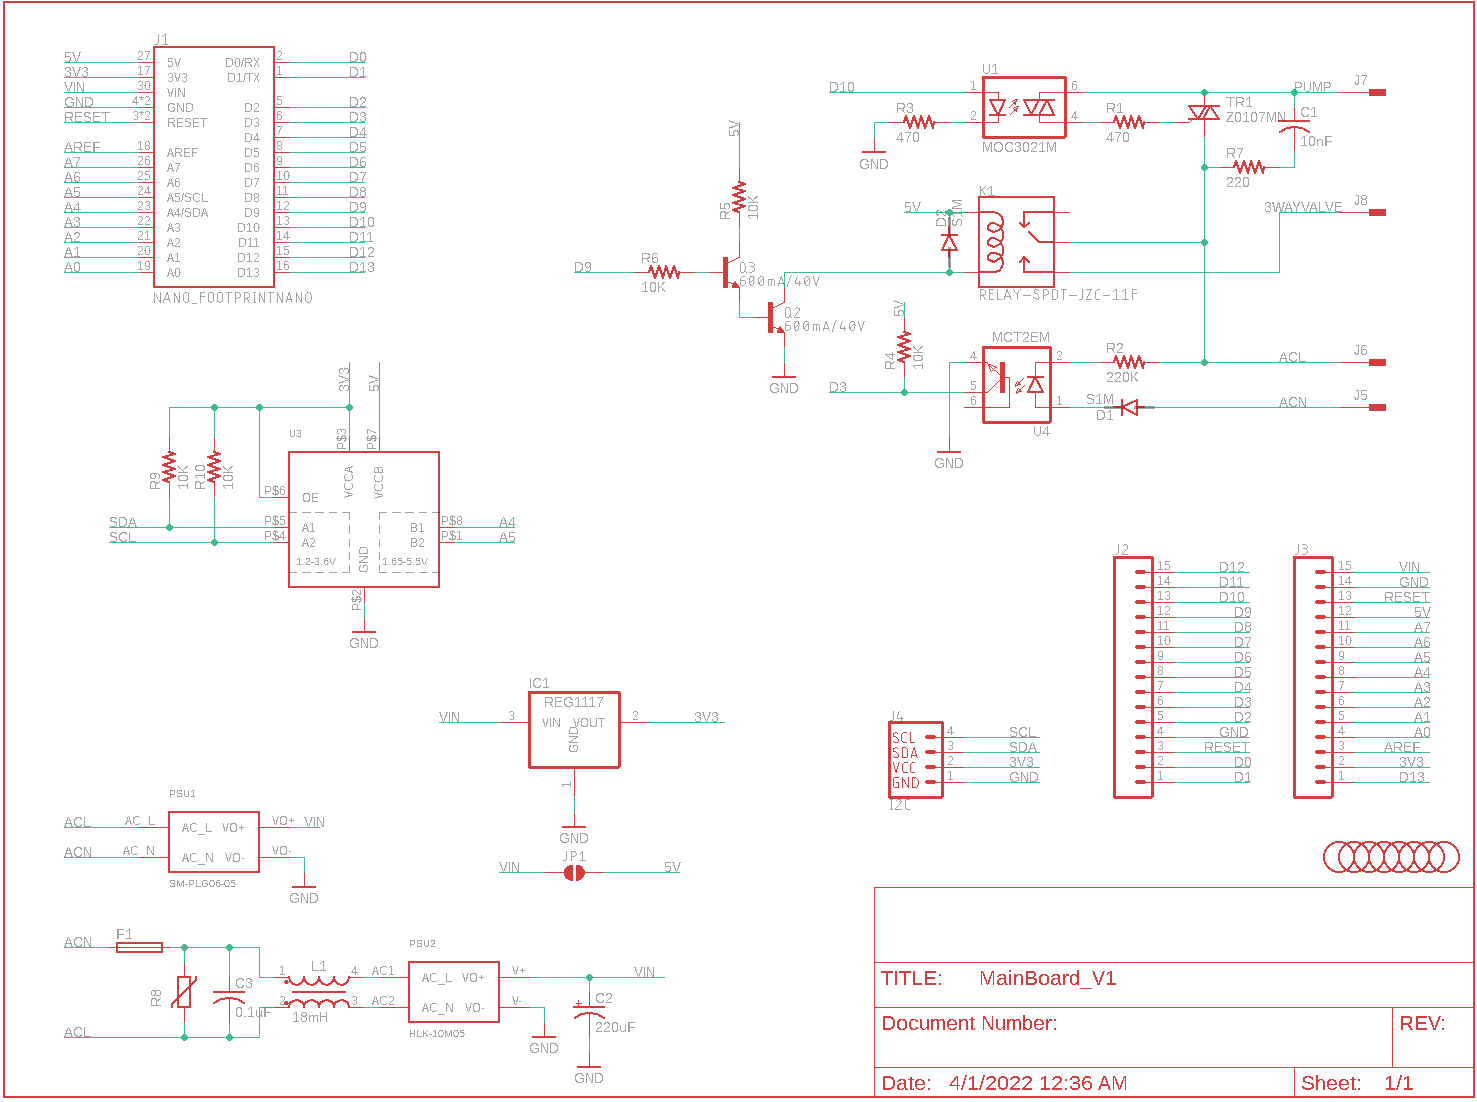 J1
5V 27 5V D0/RX 2 D0
3V3 17 3V3 D1/TX 1 D1
VIN 30 VIN
GND 4*2 GND D2 5 D2
RESET 3*2 RESET D3 6 D3
D4 7 D4
AREF 18 AREF D5 8 D5
A7 26 A7 D6 9 D6
A6 25 A6 D7 10 D7
A5 24 A5/SCL D8 11 D8
A4 23 A4/SDA D9 12 D9
A3 22 A3 D10 13 D10
A2 21 A2 D11 14 D11
A1 20 A1 D12 15 D12
A0 19 A0 D13 16 D13
NANO_FOOTPRINTNANO
U1
D10 1 6 PUMP J7
R3 2 4 R1 TR1 C1
470 470 Z0107MN 10nF
GND MOC3021M
R7
220
5V
R5 10K
D9 R6
10K
Q3
600mA/40V
Q2
600mA/40V
GND
K1
5V D2 S1M
3WAYVALVE J8
RELAY-SPDT-JZC-11F
5V
R4 10K
D3
MCT2EM
4 2 R2 ACL J6
5 220K
6 1 S1M ACN J5
D1
U4
GND
3V3 5V
U3 P$3 P$7
R9 10K R10 10K
P$6 OE VCCA VCCB
SDA P$5 A1 B1 P$8 A4
SCL P$4 A2 B2 P$1 A5
1.2-3.6V GND 1.65-5.5V
P$2
GND
IC1
REG1117
VIN 3 VIN VOUT 2 3V3
GND
1
GND
JP1
VIN 5V
PSU1
ACL AC_L AC_L VO+ VO+ VIN
ACN AC_N AC_N VO- VO-
SM-PLG06-05
GND
ACN F1 PSU2
1 L1 4 AC1 AC_L VO+ V+ VIN
R8 C3 2 3 AC2 AC_N VO- V- C2
0.1uF 18mH + 220uF
ACL HLK-10M05
GND
GND
J4
SCL 4 SCL
SDA 3 SDA
VCC 2 3V3
GND 1 GND
I2C
J2
15 D12
14 D11
13 D10
12 D9
11 D8
10 D7
9 D6
8 D5
7 D4
6 D3
5 D2
4 GND
3 RESET
2 D0
1 D1
J3
15 VIN
14 GND
13 RESET
12 5V
11 A7
10 A6
9 A5
8 A4
7 A3
6 A2
5 A1
4 A0
3 AREF
2 3V3
1 D13
TITLE: MainBoard_V1
Document Number: REV:
Date: 4/1/2022 12:36 AM Sheet: 1/1